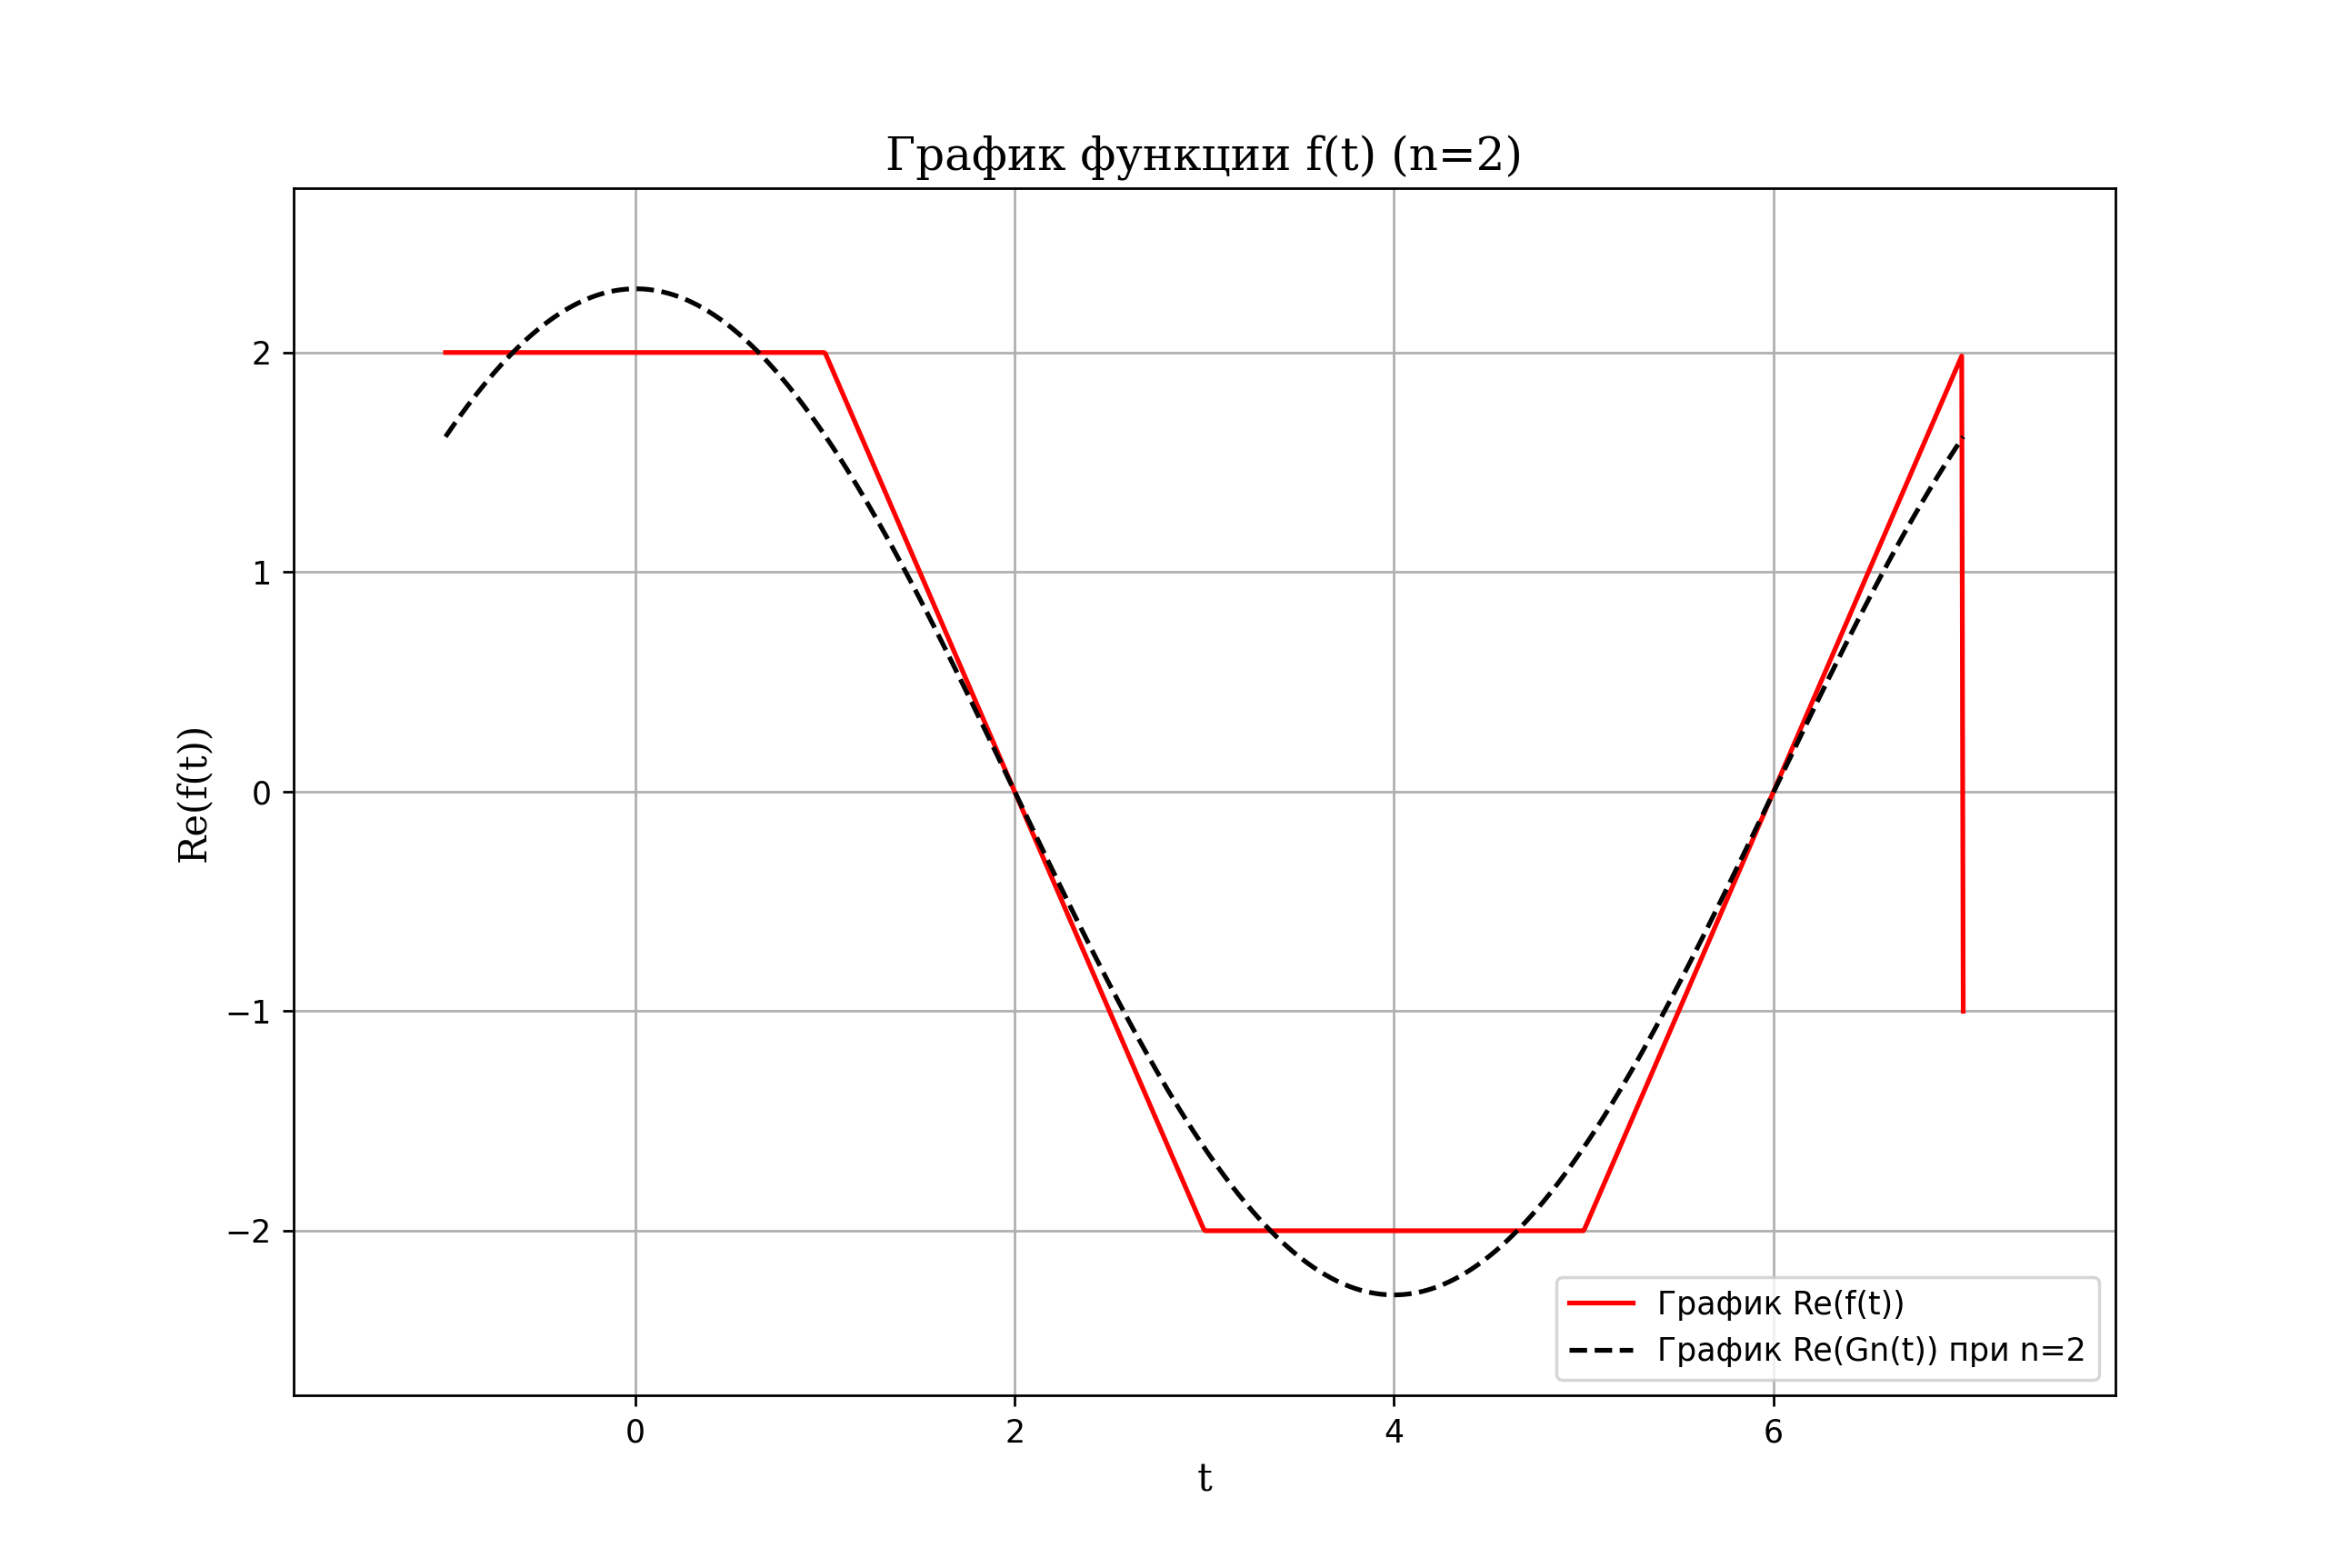 График функции f(t) (n=2)
Re(f(t))
2
1
0
−1
−2
График Re(f(t))
График Re(Gn(t)) при n=2
0
2
4
6
t